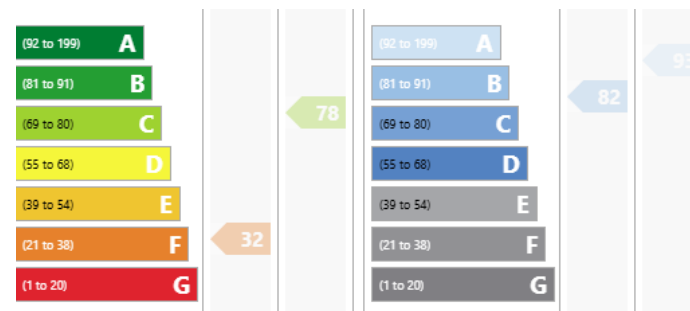 (92 to 199) A
(81 to 91) B
(69 to 80) C
(55 to 68) D
(39 to 54) E
(21 to 38) F
(1 to 20) G
32
78
(92 to 199) A
(81 to 91) B
(69 to 80) C
(55 to 68) D
(39 to 54) E
(21 to 38) F
(1 to 20) G
82
93